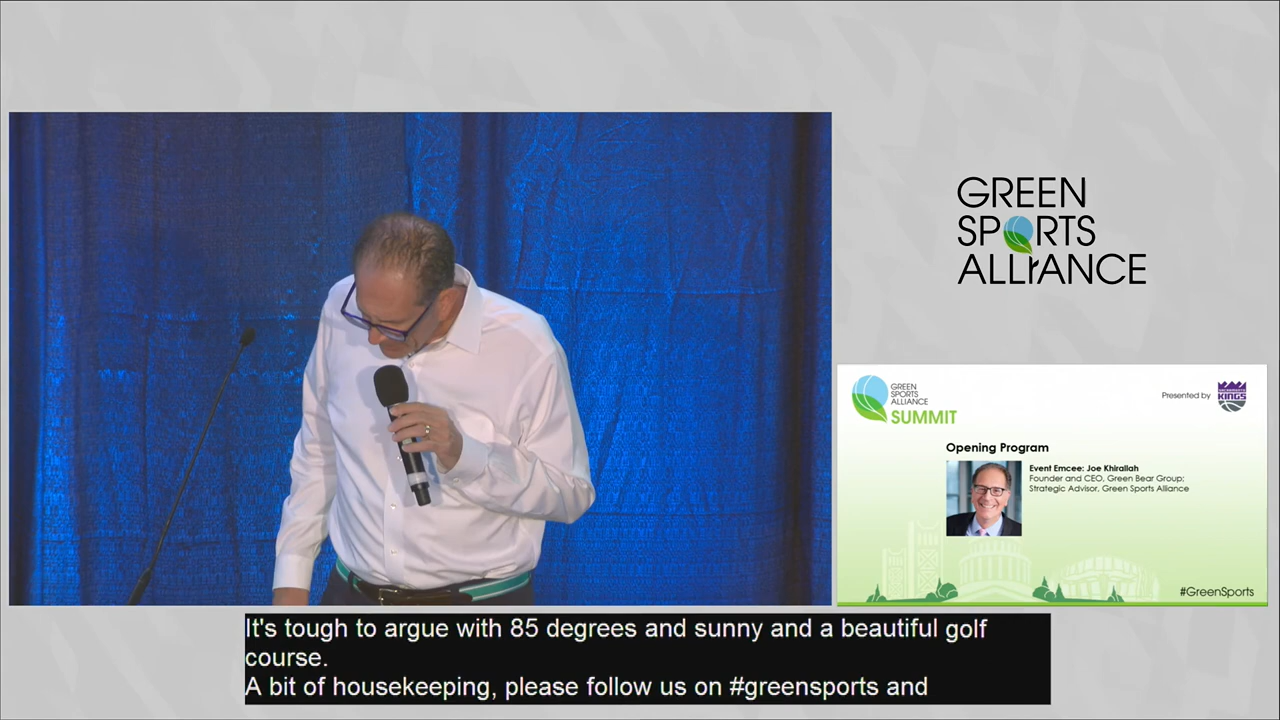 GREEN
SPORTS
ALLIANCE
GREEN
SPORTS
ALLIANCE
SUMMIT
Presented by
SACRAMENTO
KINGS
Opening Program
Event Emcee: Joe Khirallah
Founder and CEO, Green Bear Group;
Strategic Advisor, Green Sports Alliance
#GreenSports
It's tough to argue with 85 degrees and sunny and a beautiful golf
course.
A bit of housekeeping, please follow us on #greensports and